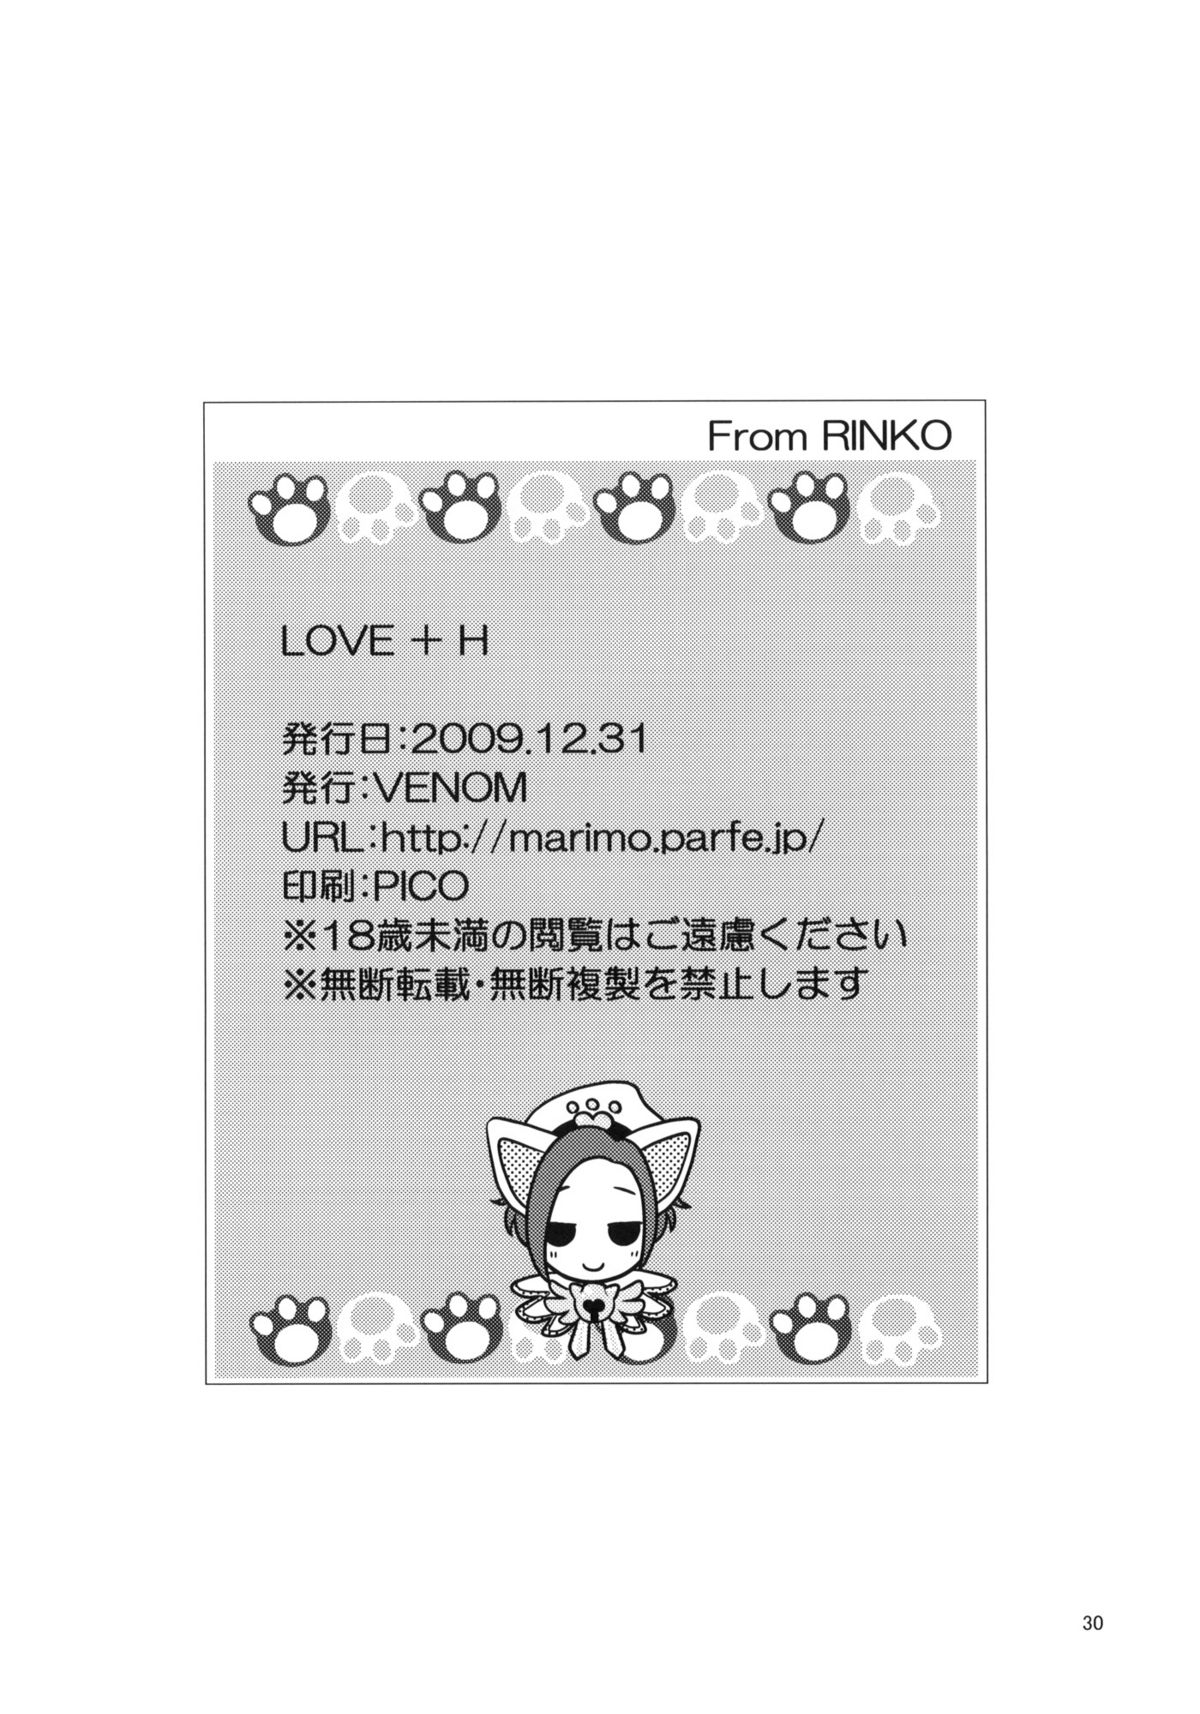 From RINKO
LOVE + H
発行日:2009.12.31
発行:VENOM
URL:http://marimo.parfe.jp/
印刷:PICO
※18歳未満の閲覧はご遠慮ください
※無断転載・無断複製を禁止します
30